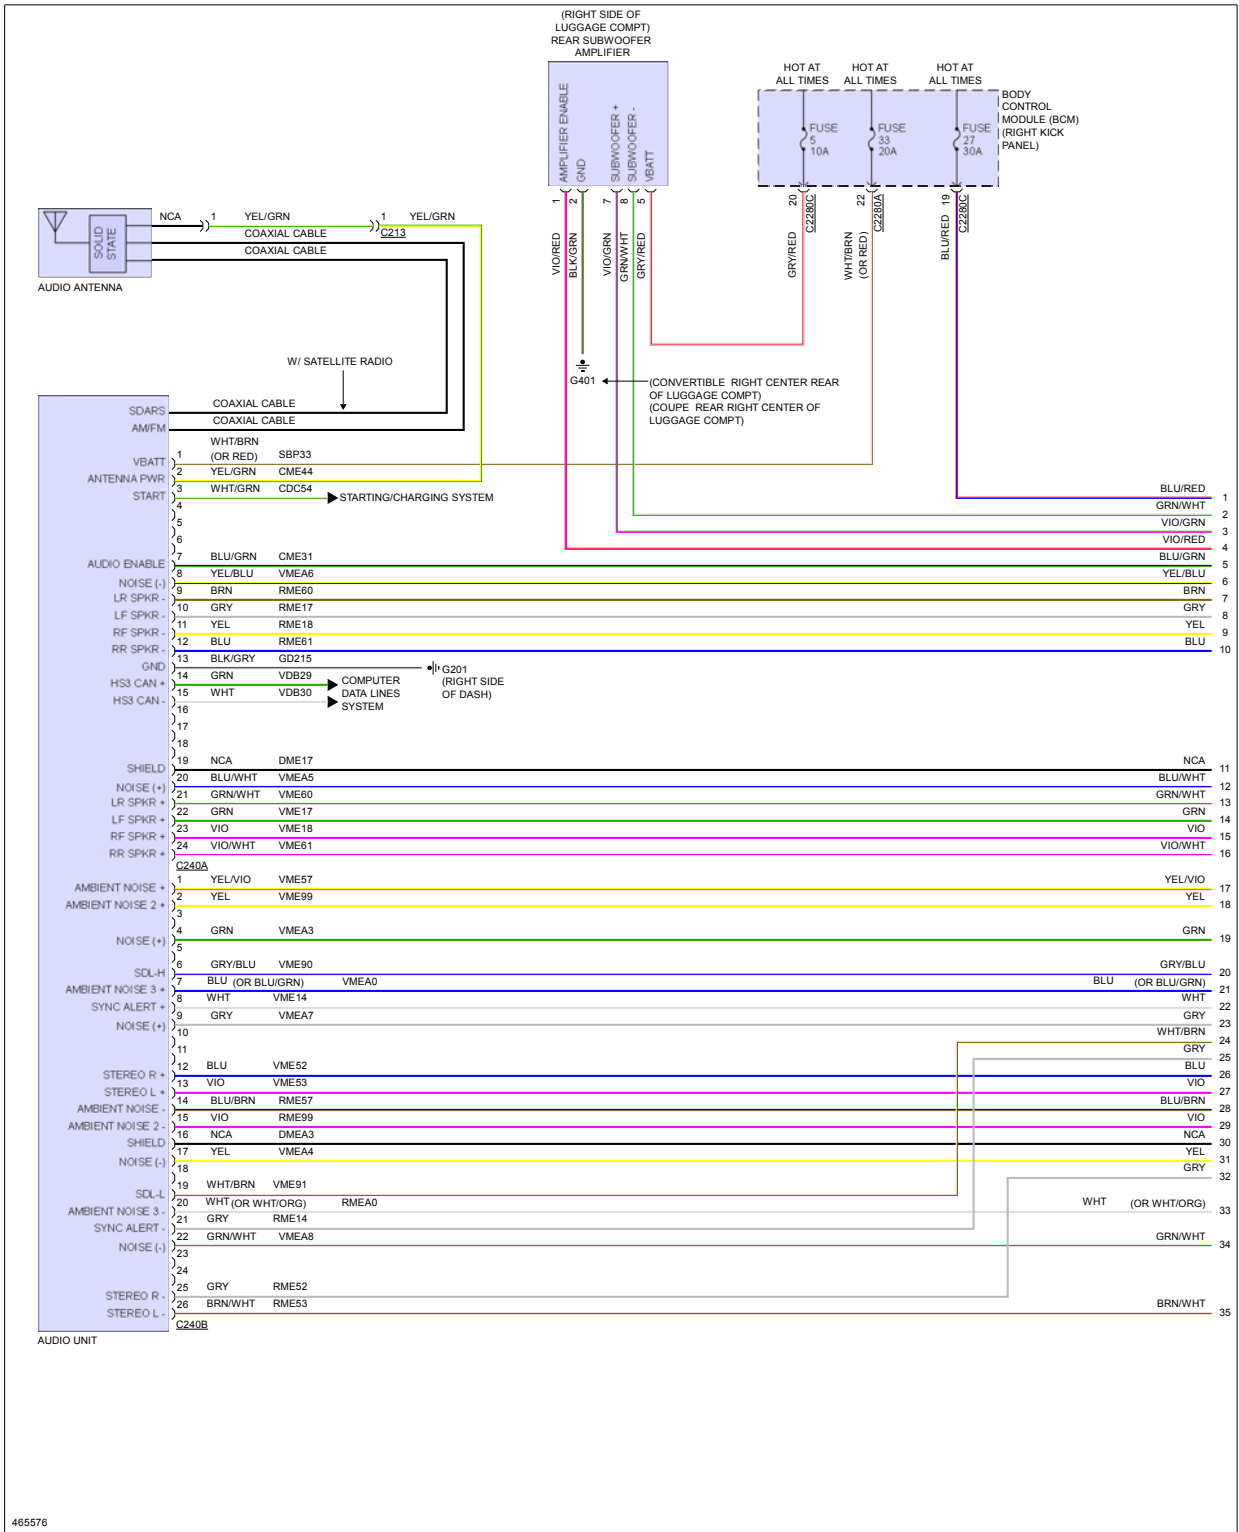 (RIGHT SIDE OF
LUGGAGE COMPT)
REAR SUBWOOFER
AMPLIFIER
AMPLIFIER ENABLE
GND
SUBWOOFER +
SUBWOOFER -
VBATT
1
2
7
8
5
VIO/RED
BLK/GRN
VIO/GRN
GRN/WHT
GRY/RED
HOT AT
ALL TIMES
HOT AT
ALL TIMES
HOT AT
ALL TIMES
FUSE
5
10A
FUSE
33
20A
FUSE
27
30A
BODY
CONTROL
MODULE (BCM)
(RIGHT KICK
PANEL)
20
C2280C
22
C2280A
19
C2280C
GRY/RED
WHT/BRN
(OR RED)
BLU/RED
SOLID
STATE
AUDIO ANTENNA
NCA
1
YEL/GRN
1
YEL/GRN
C213
COAXIAL CABLE
COAXIAL CABLE
W/ SATELLITE RADIO
G401
(CONVERTIBLE  RIGHT CENTER REAR
OF LUGGAGE COMPT)
(COUPE  REAR RIGHT CENTER OF
LUGGAGE COMPT)
SDARS COAXIAL CABLE
AM/FM COAXIAL CABLE
VBATT 1 WHT/BRN
(OR RED) SBP33
ANTENNA PWR 2 YEL/GRN CME44
START 3 WHT/GRN CDC54 STARTING/CHARGING SYSTEM
4
5
6
AUDIO ENABLE 7 BLU/GRN CME31
NOISE (-) 8 YEL/BLU VMEA6
LR SPKR - 9 BRN RME60
LF SPKR - 10 GRY RME17
RF SPKR - 11 YEL RME18
RR SPKR - 12 BLU RME61
GND 13 BLK/GRY GD215
G201
(RIGHT SIDE
OF DASH)
HS3 CAN + 14 GRN VDB29
HS3 CAN - 15 WHT VDB30
COMPUTER
DATA LINES
SYSTEM
16
17
18
SHIELD 19 NCA DME17
NOISE (+) 20 BLU/WHT VMEA5
LR SPKR + 21 GRN/WHT VME60
LF SPKR + 22 GRN VME17
RF SPKR + 23 VIO VME18
RR SPKR + 24 VIO/WHT VME61
C240A
AMBIENT NOISE + 1 YEL/VIO VME57
AMBIENT NOISE 2 + 2 YEL VME99
3
NOISE (+) 4 GRN VMEA3
5
SDL-H 6 GRY/BLU VME90
AMBIENT NOISE 3 + 7 BLU (OR BLU/GRN) VMEA0
SYNC ALERT + 8 WHT VME14
NOISE (+) 9 GRY VMEA7
10
11
STEREO R + 12 BLU VME52
STEREO L + 13 VIO VME53
AMBIENT NOISE - 14 BLU/BRN RME57
AMBIENT NOISE 2 - 15 VIO RME99
SHIELD 16 NCA DMEA3
NOISE (-) 17 YEL VMEA4
18
SDL-L 19 WHT/BRN VME91
AMBIENT NOISE 3 - 20 WHT (OR WHT/ORG) RMEA0
SYNC ALERT - 21 GRY RME14
NOISE (-) 22 GRN/WHT VMEA8
23
24
STEREO R - 25 GRY RME52
STEREO L - 26 BRN/WHT RME53
C240B
AUDIO UNIT
BLU/RED 1
GRN/WHT 2
VIO/GRN 3
VIO/RED 4
BLU/GRN 5
YEL/BLU 6
BRN 7
GRY 8
YEL 9
BLU 10
NCA 11
BLU/WHT 12
GRN/WHT 13
GRN 14
VIO 15
VIO/WHT 16
YEL/VIO 17
YEL 18
GRN 19
GRY/BLU 20
BLU (OR BLU/GRN) 21
WHT 22
GRY 23
WHT/BRN 24
GRY 25
BLU 26
VIO 27
BLU/BRN 28
VIO 29
NCA 30
YEL 31
GRY 32
WHT (OR WHT/ORG) 33
GRN/WHT 34
BRN/WHT 35
465576